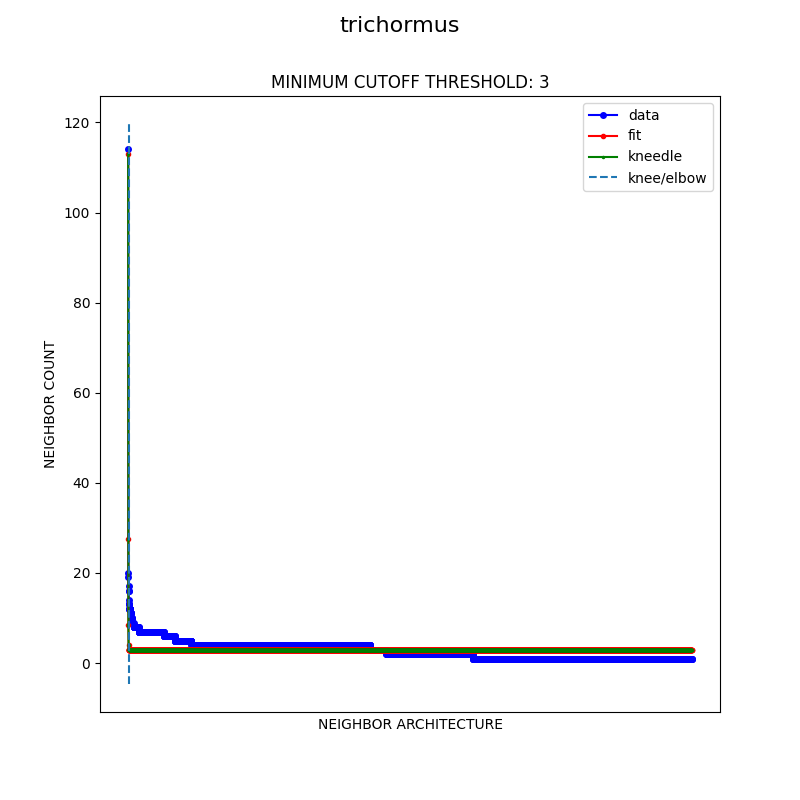 trichormus
MINIMUM CUTOFF THRESHOLD: 3
120
100
80
60
40
20
0
NEIGHBOR COUNT
NEIGHBOR ARCHITECTURE
data
fit
kneedle
knee/elbow